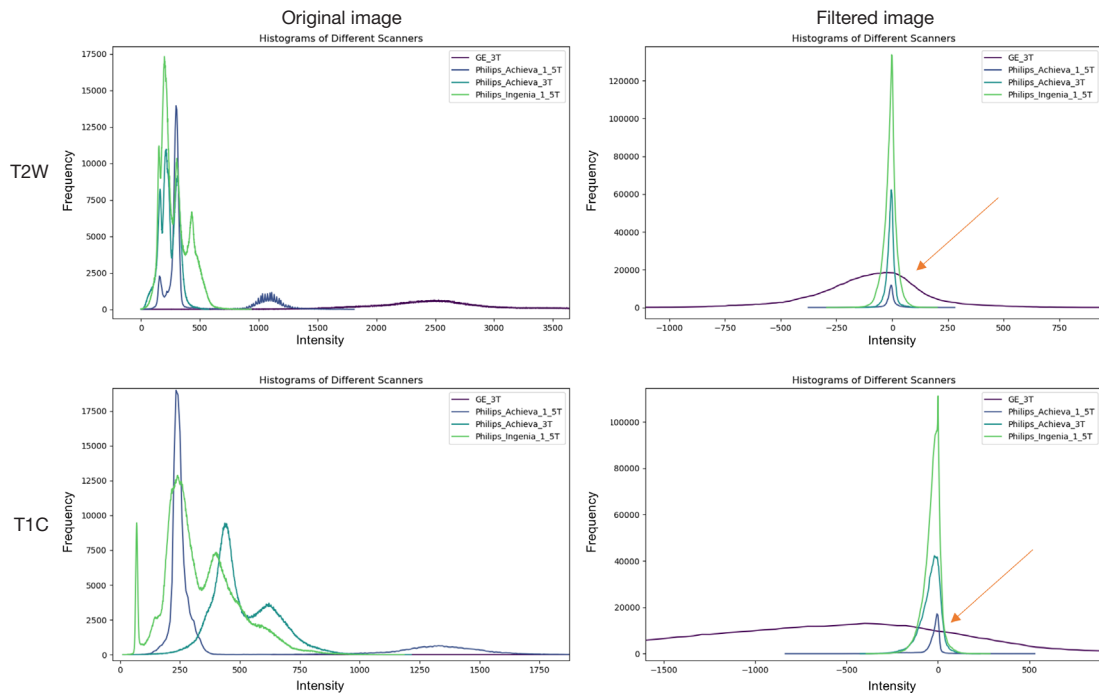 Original image
Filtered image
T2W
Histograms of Different Scanners
GE_3T
Philips_Achieva_1_5T
Philips_Achieva_3T
Philips_Ingenia_1_5T
Frequency
17500
15000
12500
10000
7500
5000
2500
0
0 500 1000 1500 2000 2500 3000 3500
Intensity
Histograms of Different Scanners
GE_3T
Philips_Achieva_1_5T
Philips_Achieva_3T
Philips_Ingenia_1_5T
Frequency
120000
100000
80000
60000
40000
20000
0
−1000 −750 −500 −250 0 250 500 750
Intensity
T1C
Histograms of Different Scanners
GE_3T
Philips_Achieva_1_5T
Philips_Achieva_3T
Philips_Ingenia_1_5T
Frequency
17500
15000
12500
10000
7500
5000
2500
0
0 250 500 750 1000 1250 1500 1750
Intensity
Histograms of Different Scanners
GE_3T
Philips_Achieva_1_5T
Philips_Achieva_3T
Philips_Ingenia_1_5T
Frequency
100000
80000
60000
40000
20000
0
−1500 −1000 −500 0 500
Intensity